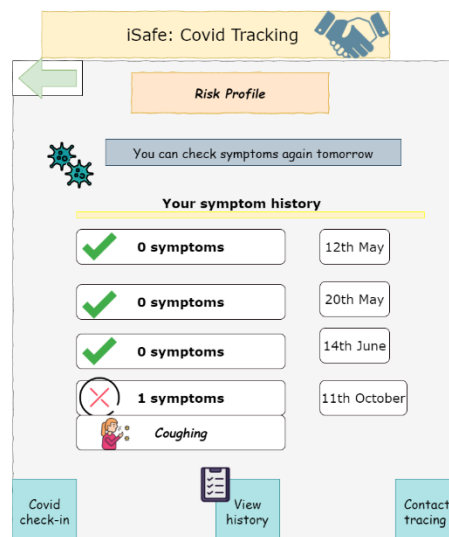 iSafe: Covid Tracking
Risk Profile
You can check symptoms again tomorrow
Your symptom history
0 symptoms
12th May
0 symptoms
20th May
0 symptoms
14th June
1 symptoms
11th October
Coughing
Covid
check-in
View
history
Contact
tracing